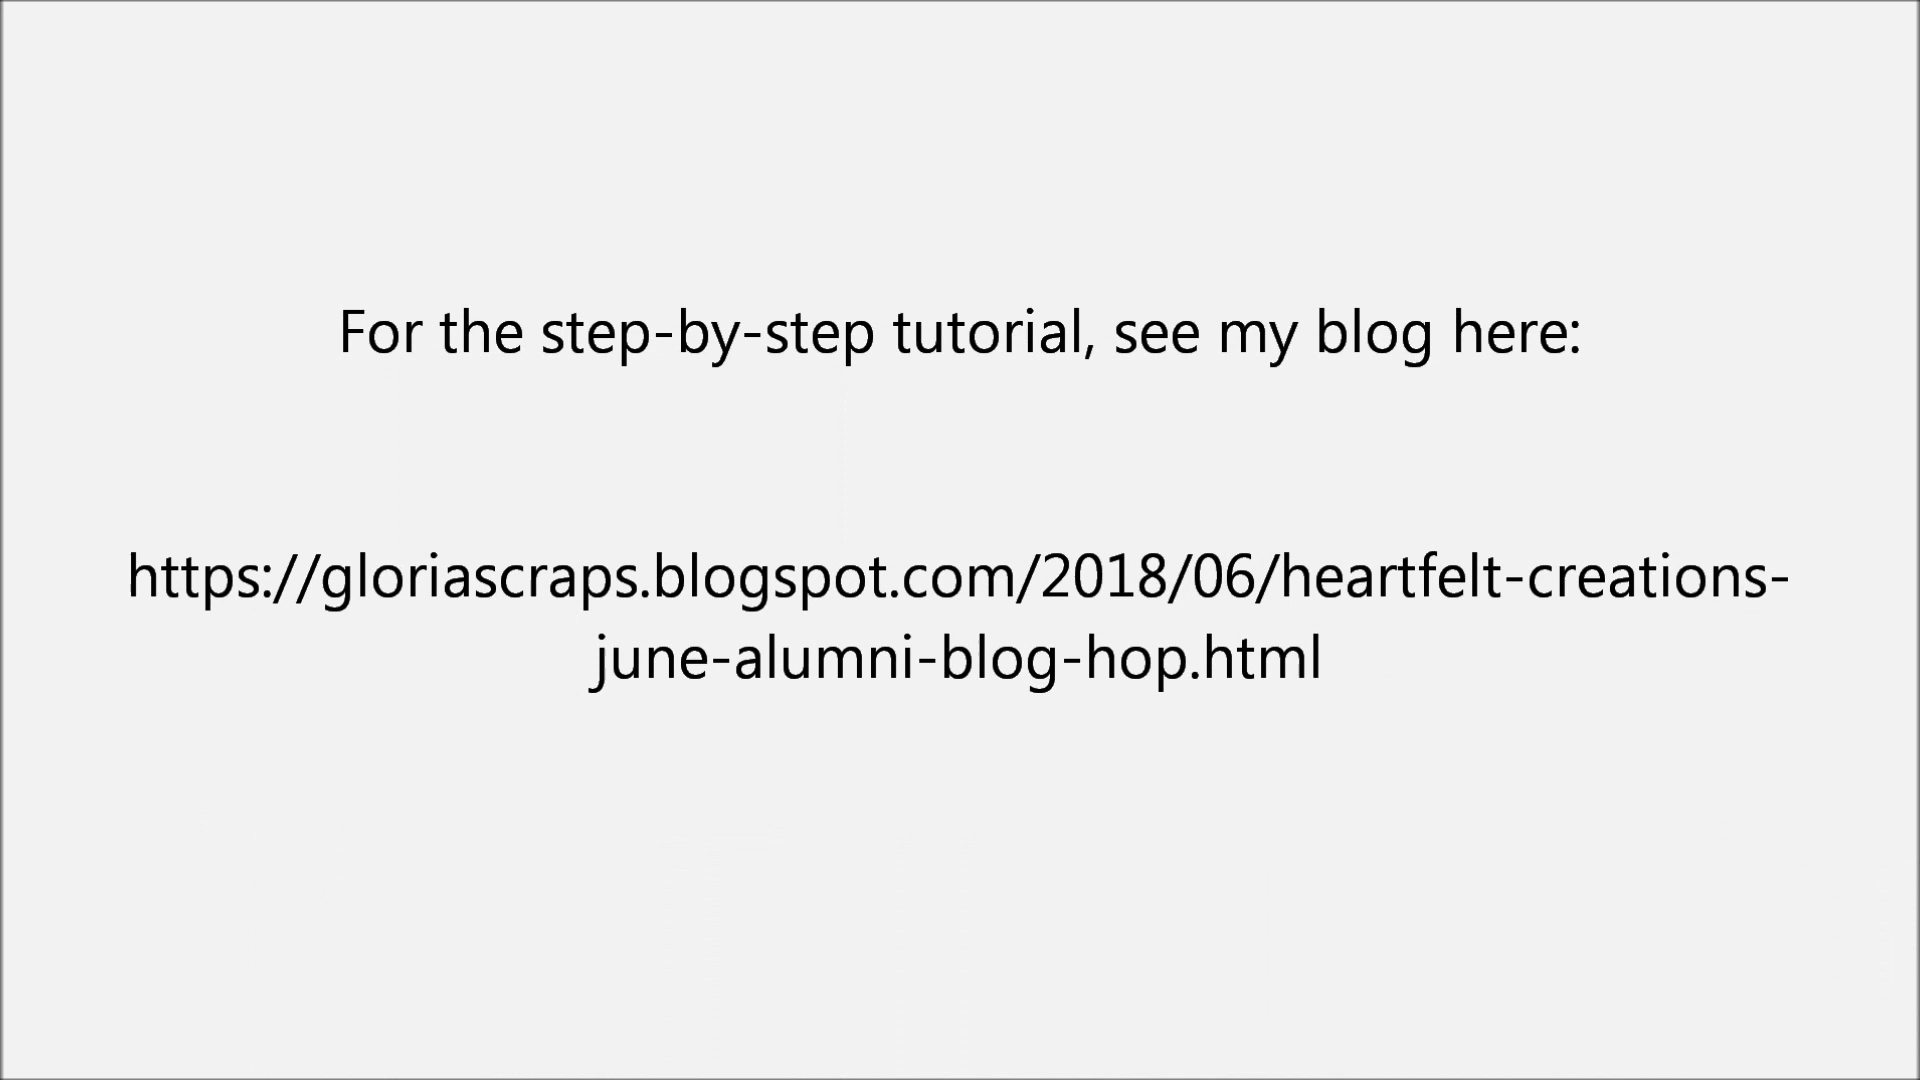 For the step-by-step tutorial, see my blog here:
https://gloriascraps.blogspot.com/2018/06/heartfelt-creations-
june-alumni-blog-hop.html